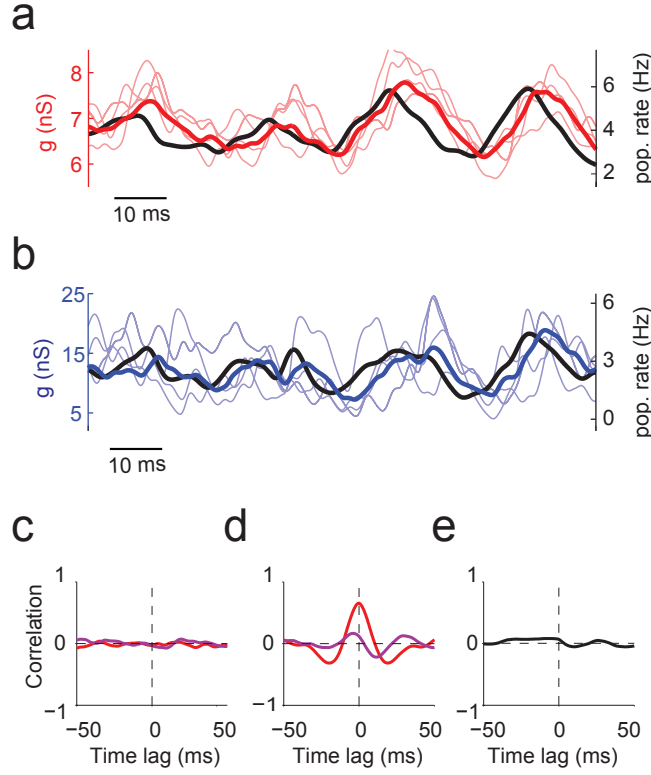 a
g (nS)
8
7
6
pop. rate (Hz)
6
4
2
10 ms
b
g (nS)
25
15
5
pop. rate (Hz)
6
3
0
10 ms
c
d
e
Correlation
1
0
−1
1
0
−1
1
0
−1
−50 0 50
−50 0 50
−50 0 50
Time lag (ms)
Time lag (ms)
Time lag (ms)